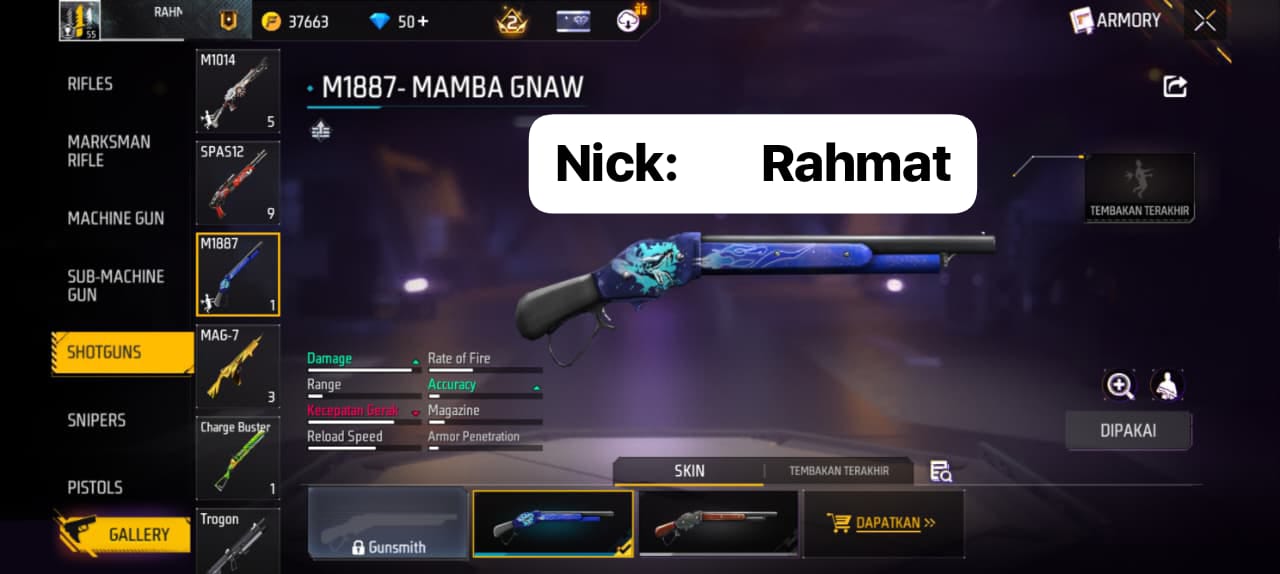 RAHN
55
37663
50+
2
ARMORY
RIFLES
MARKSMAN
RIFLE
MACHINE GUN
SUB-MACHINE
GUN
SHOTGUNS
SNIPERS
PISTOLS
GALLERY
M1014
5
SPAS12
9
M1887
1
MAG-7
3
Charge Buster
1
Trogon
M1887- MAMBA GNAW
Nick: Rahmat
TEMBAKAN TERAKHIR
Damage
Rate of Fire
Range
Accuracy
Kecepatan Gerak
Magazine
Reload Speed
Armor Penetration
DIPAKAI
SKIN
TEMBAKAN TERAKHIR
Gunsmith
DAPATKAN >>